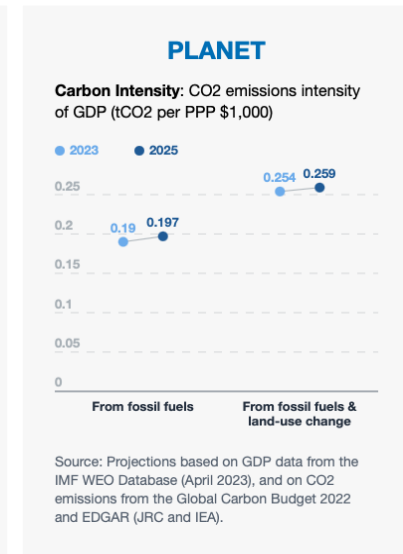 PLANET
Carbon Intensity: CO2 emissions intensity
of GDP (tCO2 per PPP $1,000)
2023 2025
0.254 0.259
0.25
0.2
0.19 0.197
0.15
0.1
0.05
0
From fossil fuels
From fossil fuels &
land-use change
Source: Projections based on GDP data from the
IMF WEO Database (April 2023), and on CO2
emissions from the Global Carbon Budget 2022
and EDGAR (JRC and IEA).